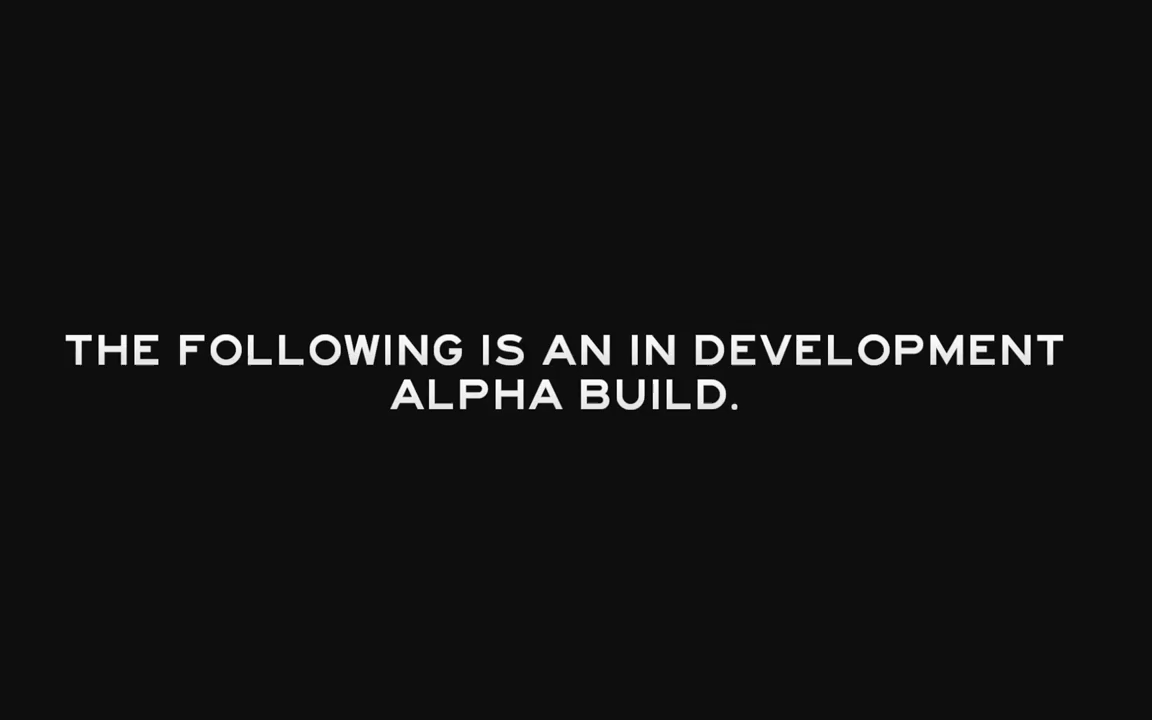 THE FOLLOWING IS AN IN DEVELOPMENT
ALPHA BUILD.